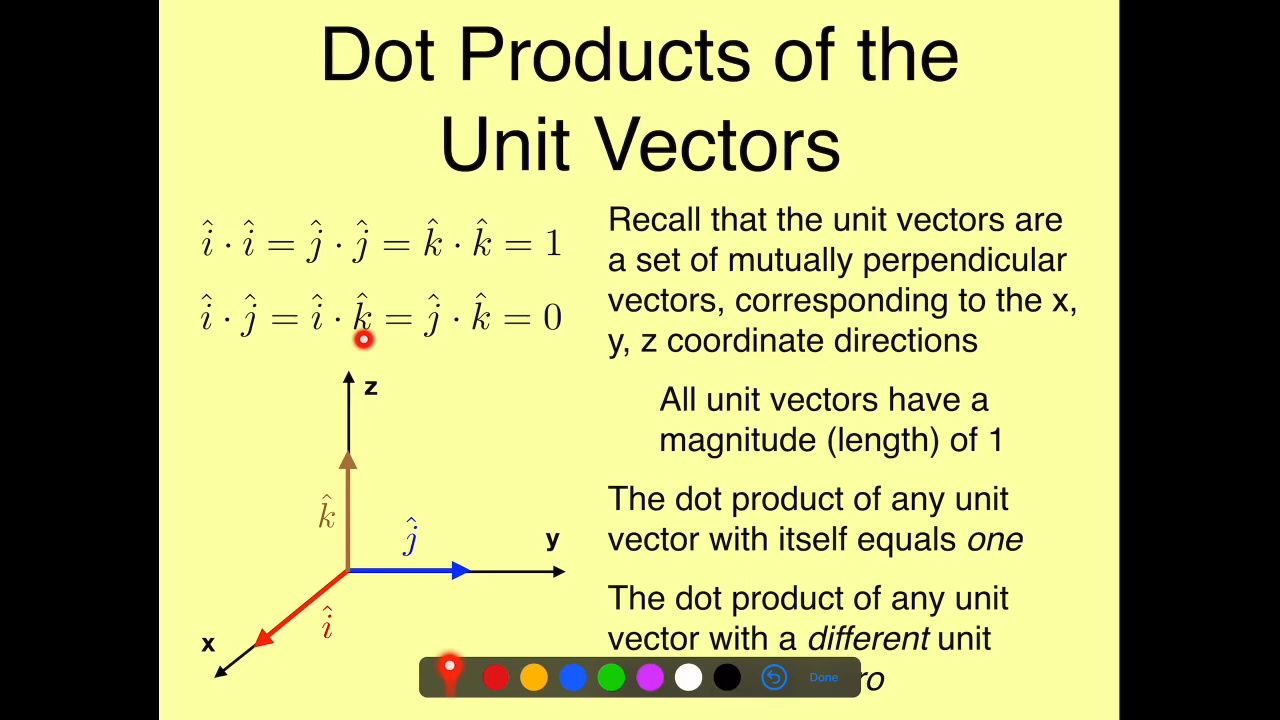 Dot Products of the
Unit Vectors
î · î = ĵ · ĵ = k̂ · k̂ = 1
î · ĵ = î · k̂ = ĵ · k̂ = 0
Recall that the unit vectors are
a set of mutually perpendicular
vectors, corresponding to the x,
y, z coordinate directions
All unit vectors have a
magnitude (length) of 1
The dot product of any unit
vector with itself equals one
The dot product of any unit
vector with a different unit
z
k̂
ĵ
y
î
x
Done